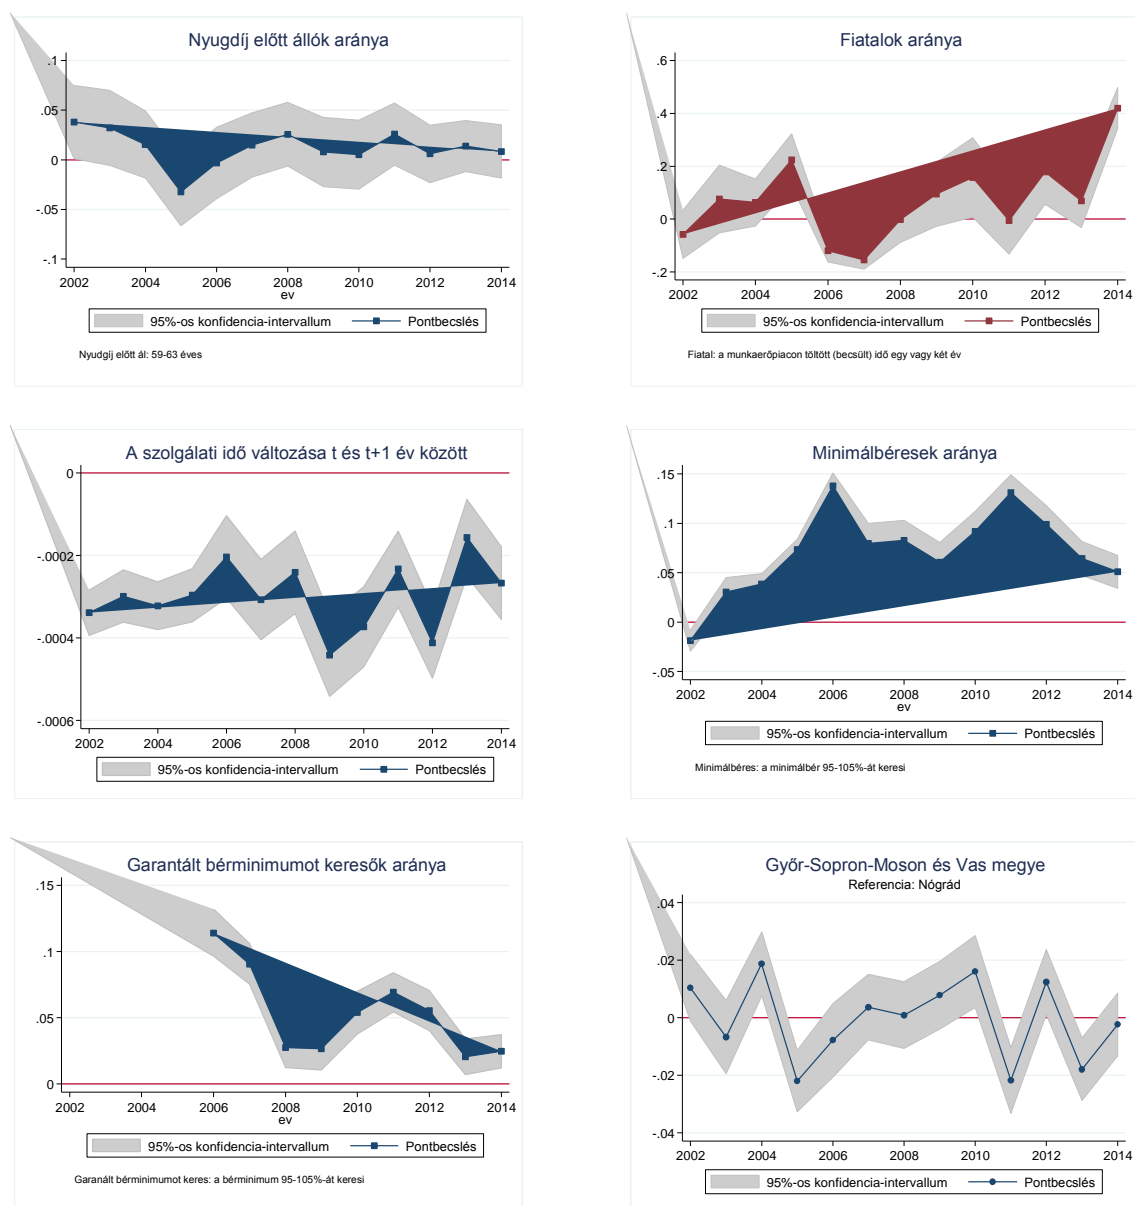 Nyugdíj előtt állók aránya
.1
.05
0
-.05
-.1
2002 2004 2006 2008 2010 2012 2014
ev
95%-os konfidencia-intervallum Pontbecslés
Nyudgíj előtt ál: 59-63 éves
Fiatalok aránya
.6
.4
.2
0
-.2
2002 2004 2006 2008 2010 2012 2014
95%-os konfidencia-intervallum Pontbecslés
Fiatal: a munkaerőpiacon töltött (becsült) idő egy vagy két év
A szolgálati idő változása t és t+1 év között
0
-.0002
-.0004
-.0006
2002 2004 2006 2008 2010 2012 2014
95%-os konfidencia-intervallum Pontbecslés
Minimálbéresek aránya
.15
.1
.05
0
-.05
2002 2004 2006 2008 2010 2012 2014
ev
95%-os konfidencia-intervallum Pontbecslés
Minimálbéres: a minimálbér 95-105%-át keresi
Garantált bérminimumot keresők aránya
.15
.1
.05
0
2002 2004 2006 2008 2010 2012 2014
ev
95%-os konfidencia-intervallum Pontbecslés
Garanált bérminimumot keres: a bérminimum 95-105%-át keresi
Győr-Sopron-Moson és Vas megye
Referencia: Nógrád
.04
.02
0
-.02
-.04
2002 2004 2006 2008 2010 2012 2014
95%-os konfidencia-intervallum Pontbecslés